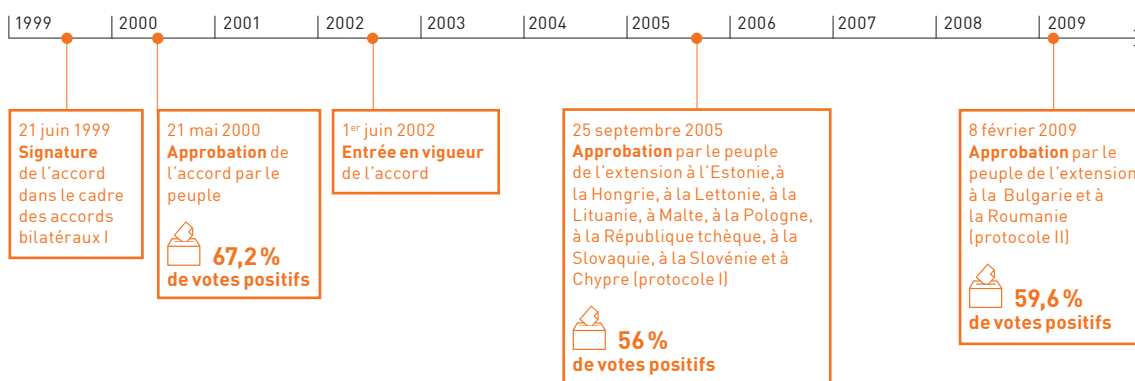 1999 2000 2001 2002 2003 2004 2005 2006 2007 2008 2009
21 juin 1999
Signature
de l'accord
dans le cadre
des accords
bilatéraux I
21 mai 2000
Approbation de
l'accord par le
peuple
67,2 %
de votes positifs
1er juin 2002
Entrée en vigueur
de l'accord
25 septembre 2005
Approbation par le peuple
de l'extension à l'Estonie, à
la Hongrie, à la Lettonie, à la
Lituanie, à Malte, à la Pologne,
à la République tchèque, à la
Slovaquie, à la Slovénie et à
Chypre (protocole I)
56 %
de votes positifs
8 février 2009
Approbation par le
peuple de l'extension
à la Bulgarie et à
la Roumanie
(protocole II)
59,6 %
de votes positifs